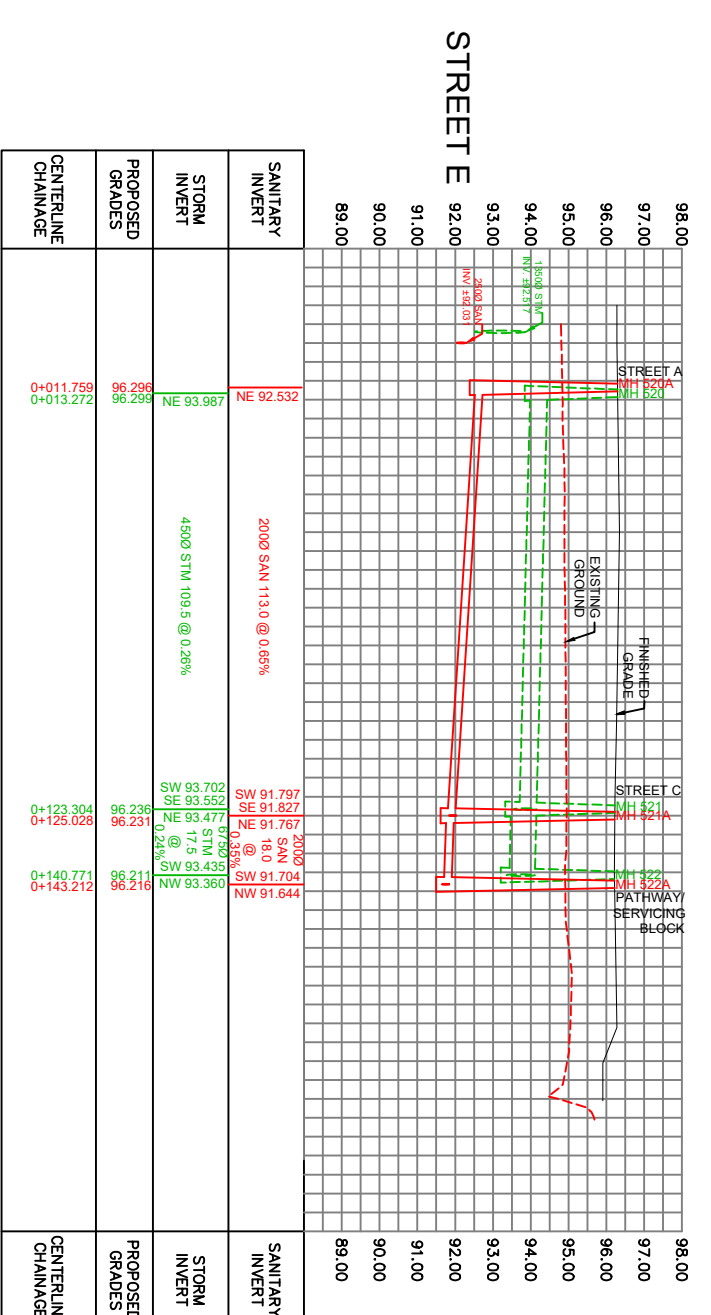 STREET E
98.00
97.00
96.00
95.00
94.00
93.00
92.00
91.00
90.00
89.00
STREET A
MH 520A
MH 520
STREET C
MH 521
MH 521A
MH 522
MH 522A
PATHWAY/
SERVICING
BLOCK
FINISHED
GRADE
EXISTING
GROUND
INV. ±92.517
250Ø SAN
INV. ±92.031
98.00
97.00
96.00
95.00
94.00
93.00
92.00
91.00
90.00
89.00
SANITARY
INVERT
NE 92.532
200Ø SAN 113.0 @ 0.65%
SW 91.797
SE 91.827
NE 91.767
200Ø
SAN
18.0
@
0.35%
SW 91.704
NW 91.644
SANITARY
INVERT
STORM
INVERT
NE 93.987
450Ø STM 109.5 @ 0.26%
SW 93.702
SE 93.552
NE 93.477
675Ø
STM
17.5
@
0.24%
SW 93.435
NW 93.360
STORM
INVERT
PROPOSED
GRADES
96.296
96.299
96.236
96.231
96.211
96.216
PROPOSED
GRADES
CENTERLINE
CHAINAGE
0+011.759
0+013.272
0+123.304
0+125.028
0+140.771
0+143.212
CENTERLIN
CHAINAGE